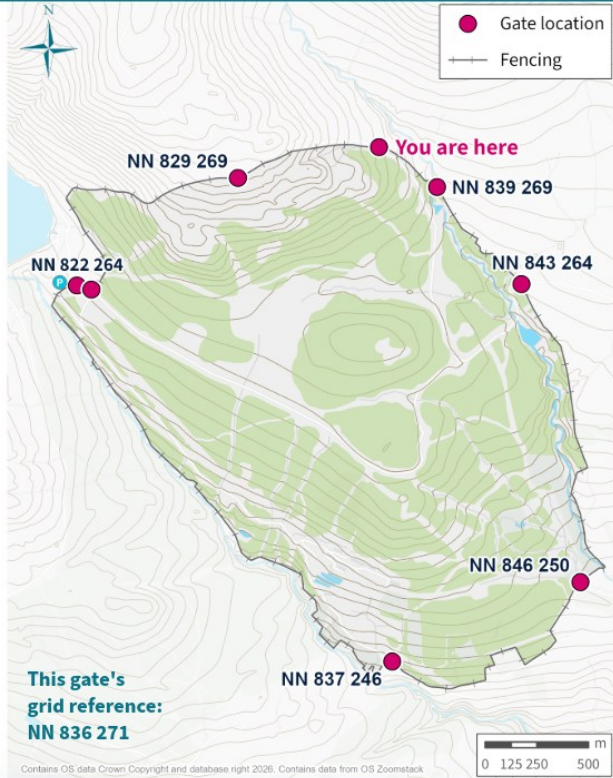 N
Gate location
Fencing
You are here
NN 829 269
NN 839 269
NN 822 264
P
NN 843 264
NN 846 250
NN 837 246
This gate's
grid reference:
NN 836 271
m
0 125 250 500
Contains OS data Crown Copyright and database right 2026. Contains data from OS Zoomstack